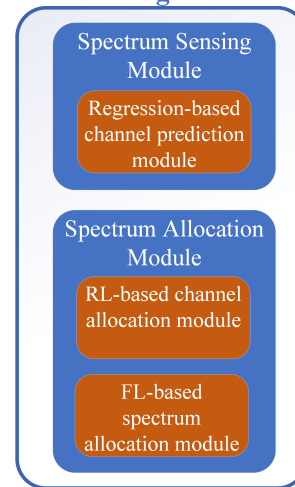 Spectrum Sensing
Module
Regression-based
channel prediction
module
Spectrum Allocation
Module
RL-based channel
allocation module
FL-based
spectrum
allocation module